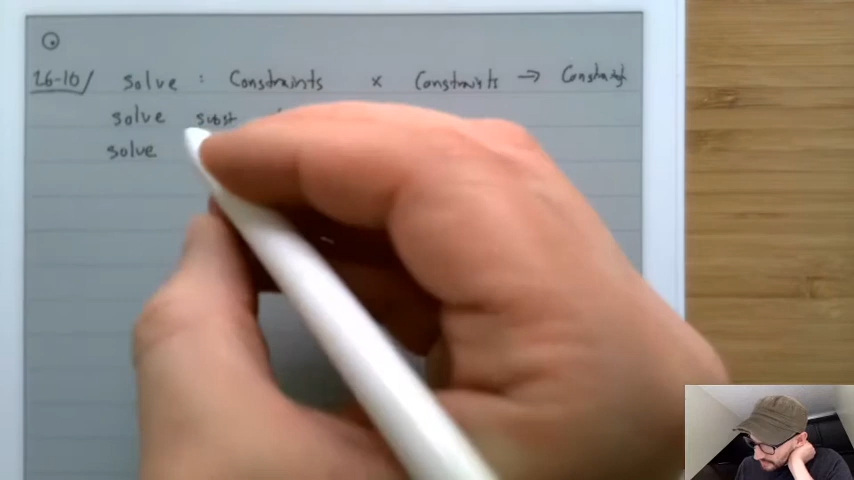 26-10/ solve : Constraints x Constraints → Constraint
solve subst
solve